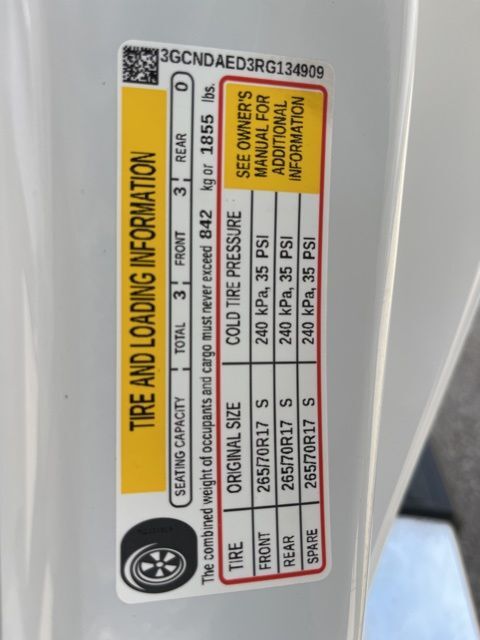 3GCNDAED3RG134909
TIRE AND LOADING INFORMATION
SEATING CAPACITY TOTAL 3 FRONT 3 REAR 0
The combined weight of occupants and cargo must never exceed 842 kg or 1855 lbs.
TIRE ORIGINAL SIZE COLD TIRE PRESSURE
FRONT 265/70R17 S 240 kPa, 35 PSI
REAR 265/70R17 S 240 kPa, 35 PSI
SPARE 265/70R17 S 240 kPa, 35 PSI
SEE OWNER'S
MANUAL FOR
ADDITIONAL
INFORMATION